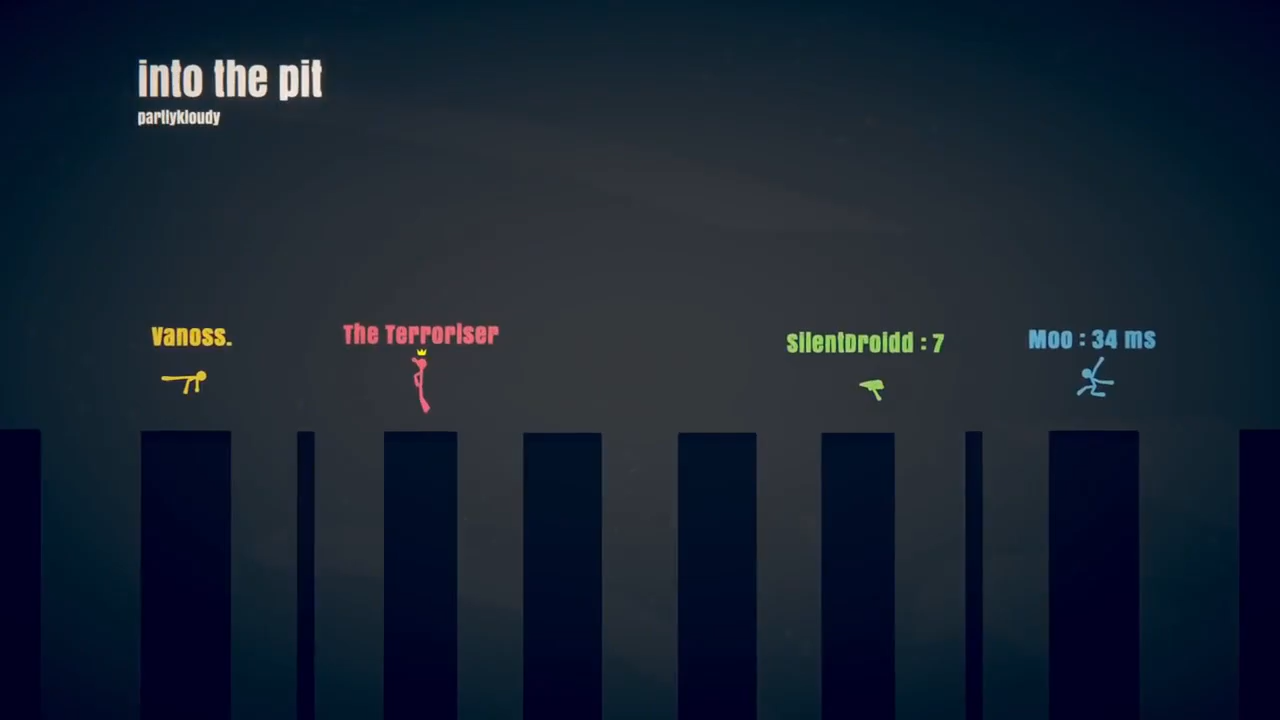 into the pit
partlykloudy
Vanoss.
The Terroriser
SilentDroidd : 7
Moo : 34 ms